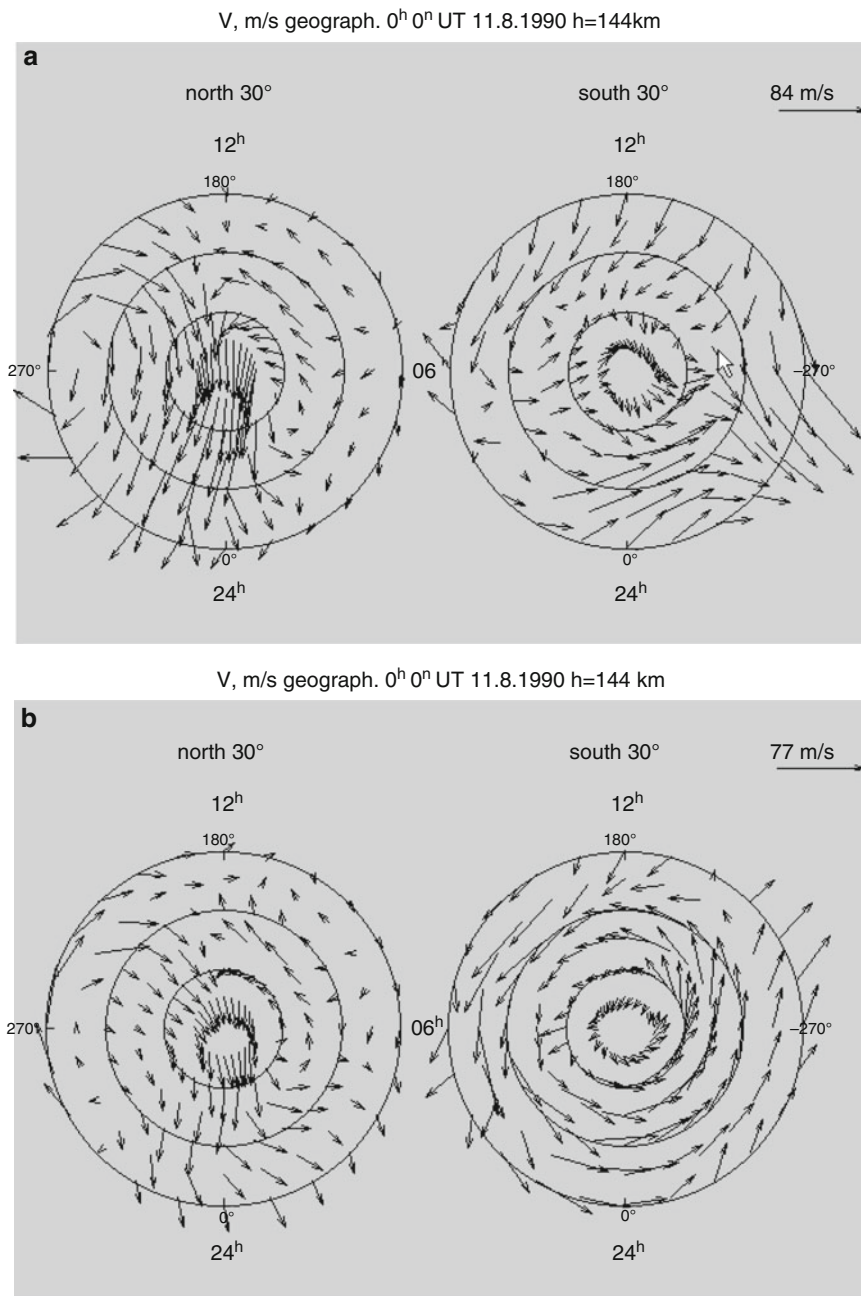 V, m/s geograph. 0ʰ 0ⁿ UT 11.8.1990 h=144km
a
north 30° south 30° 84 m/s
12ʰ 12ʰ
180° 180°
270° 06 –270°
0° 0°
24ʰ 24ʰ
V, m/s geograph. 0ʰ 0ⁿ UT 11.8.1990 h=144 km
b
north 30° south 30° 77 m/s
12ʰ 12ʰ
180° 180°
270° 06ʰ –270°
0° 0°
24ʰ 24ʰ